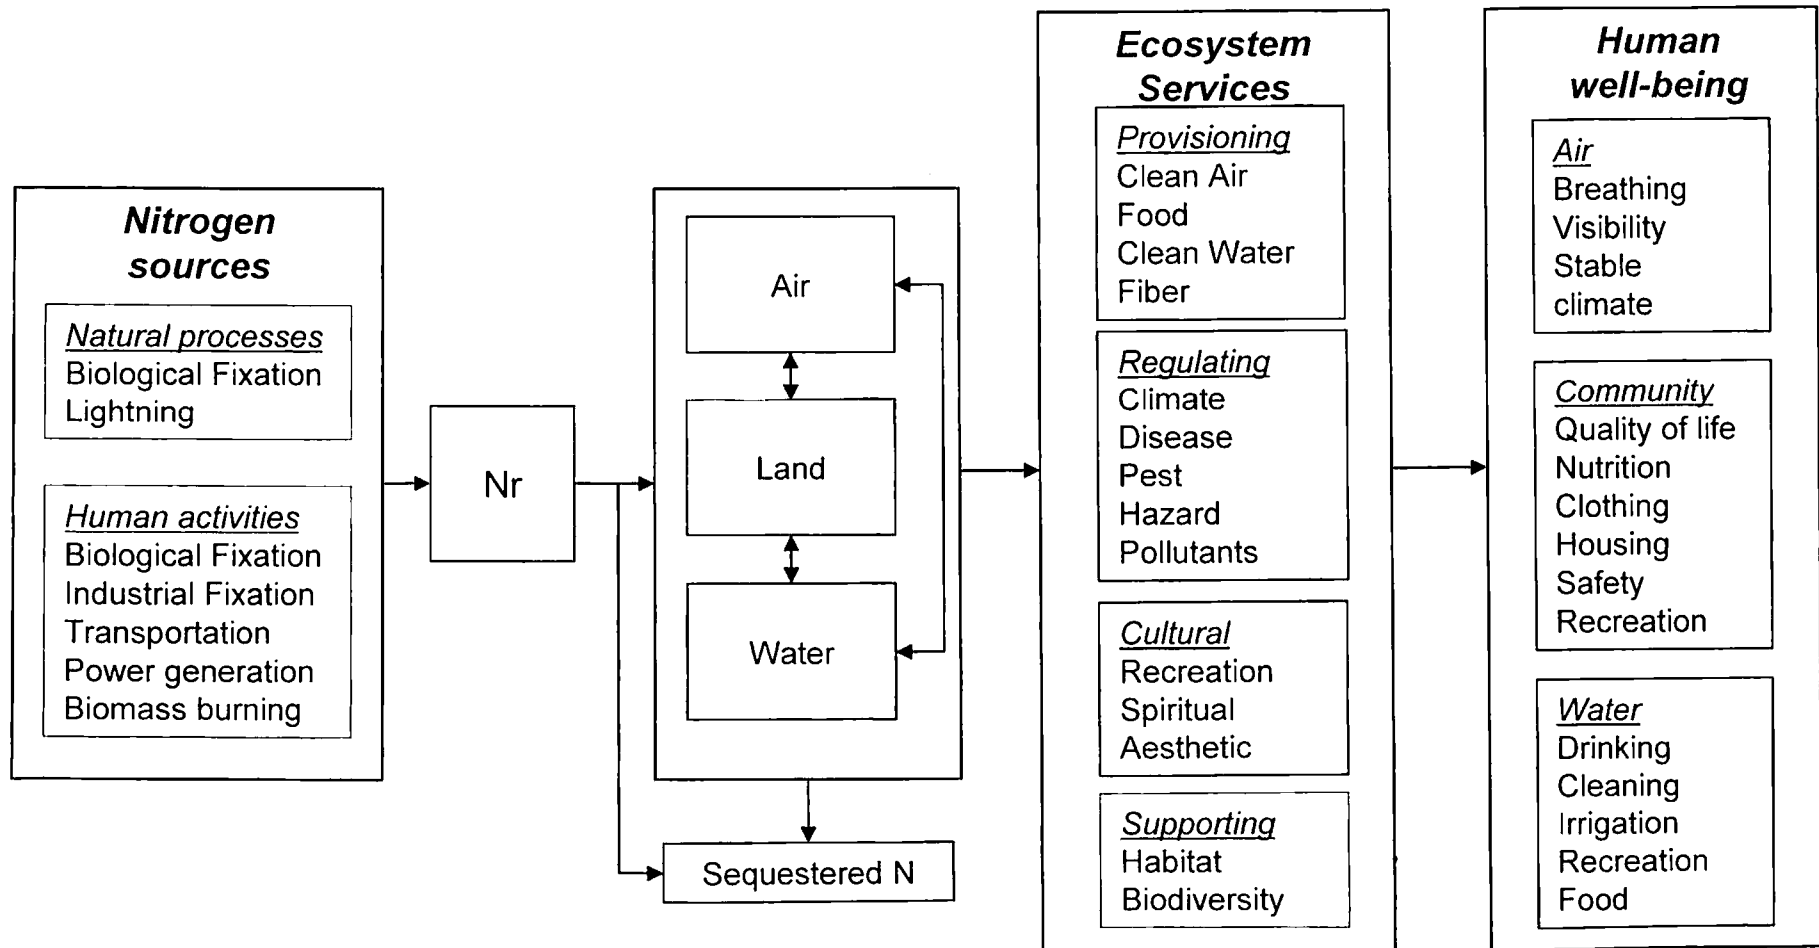 Nitrogen
sources
Natural processes
Biological Fixation
Lightning
Human activities
Biological Fixation
Industrial Fixation
Transportation
Power generation
Biomass burning
Nr
Air
Land
Water
Sequestered N
Ecosystem
Services
Provisioning
Clean Air
Food
Clean Water
Fiber
Regulating
Climate
Disease
Pest
Hazard
Pollutants
Cultural
Recreation
Spiritual
Aesthetic
Supporting
Habitat
Biodiversity
Human
well-being
Air
Breathing
Visibility
Stable
climate
Community
Quality of life
Nutrition
Clothing
Housing
Safety
Recreation
Water
Drinking
Cleaning
Irrigation
Recreation
Food